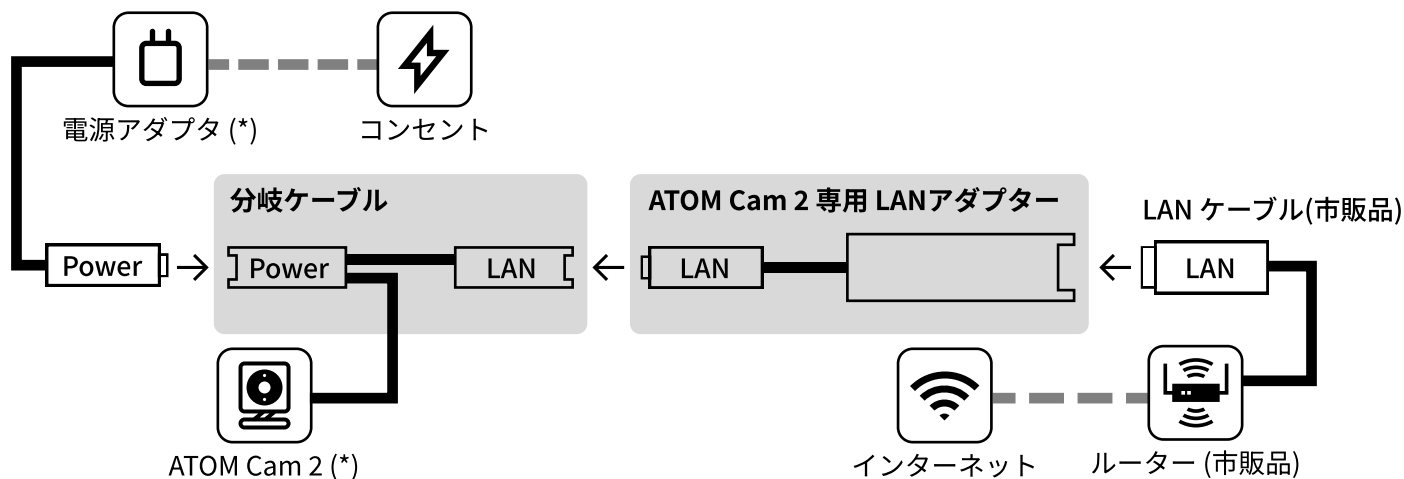 電源アダプタ (*)
コンセント
分岐ケーブル
ATOM Cam 2 専用 LANアダプター
LAN ケーブル(市販品)
Power
Power
LAN
LAN
LAN
ATOM Cam 2 (*)
インターネット
ルーター (市販品)